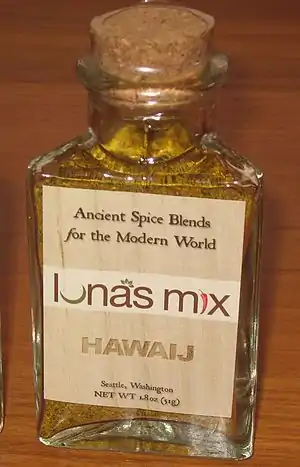 Ancient Spice Blends
for the Modern World
lunas mix
HAWAIJ
Seattle, Washington
NET WT 1.8oz (51g)